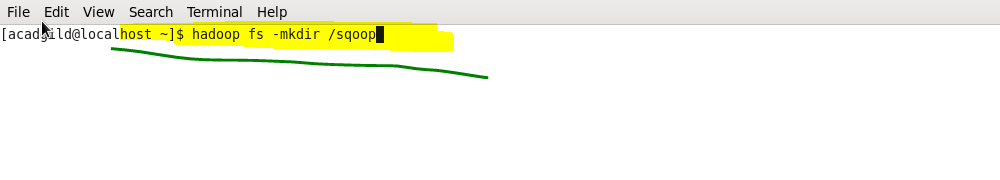 File Edit View Search Terminal Help
[acadgild@localhost ~]$ hadoop fs -mkdir /sqoop